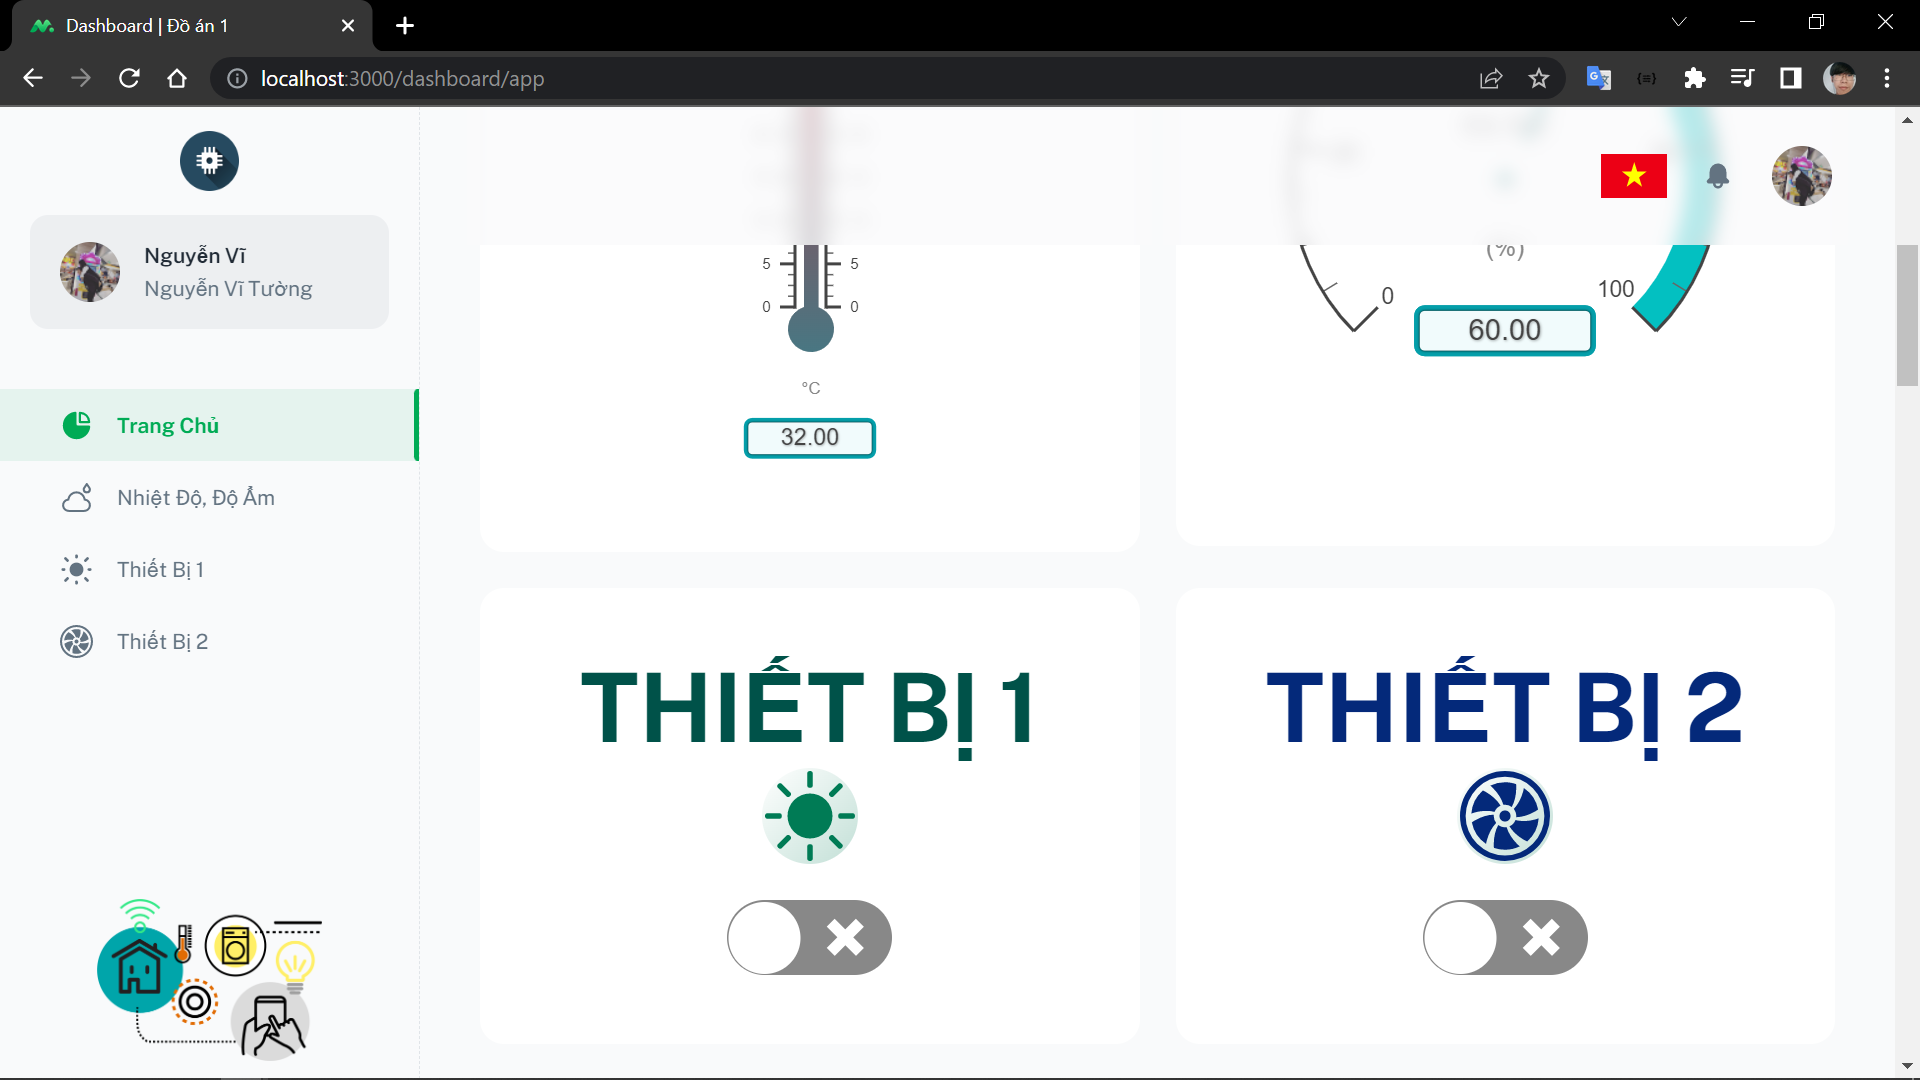 Dashboard | Đồ án 1
localhost:3000/dashboard/app
Nguyễn Vĩ
Nguyễn Vĩ Tường
Trang Chủ
Nhiệt Độ, Độ Ẩm
Thiết Bị 1
Thiết Bị 2
5 5
0 0
°C
32.00
(%)
0 100
60.00
THIẾT BỊ 1
THIẾT BỊ 2